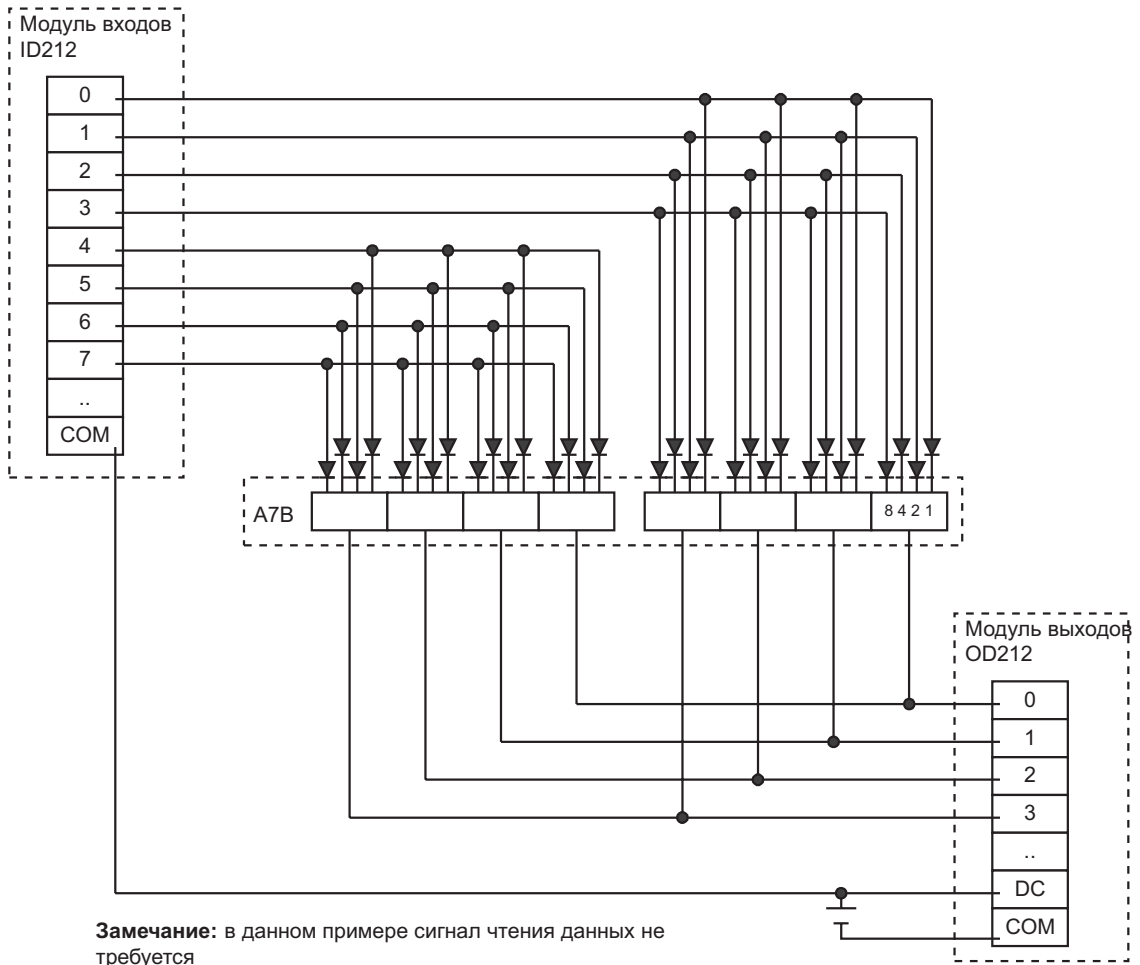 Модуль входов
ID212
0
1
2
3
4
5
6
7
..
COM
A7B
8 4 2 1
Модуль выходов
OD212
0
1
2
3
..
DC
COM
Замечание: в данном примере сигнал чтения данных не
требуется